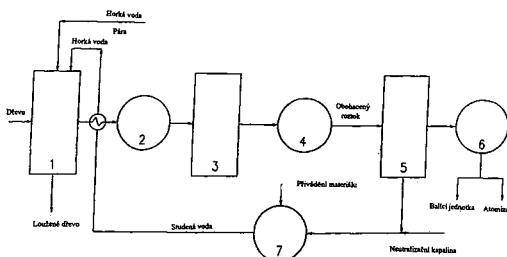 Horká voda
Pára
Horká voda
Dřevo
1
2
3
4
Obohacený
roztok
5
6
Balící jednotka
Atomiza
Loužené dřevo
Přivádění materiálu
Studená voda
7
Neutralizační kapalina